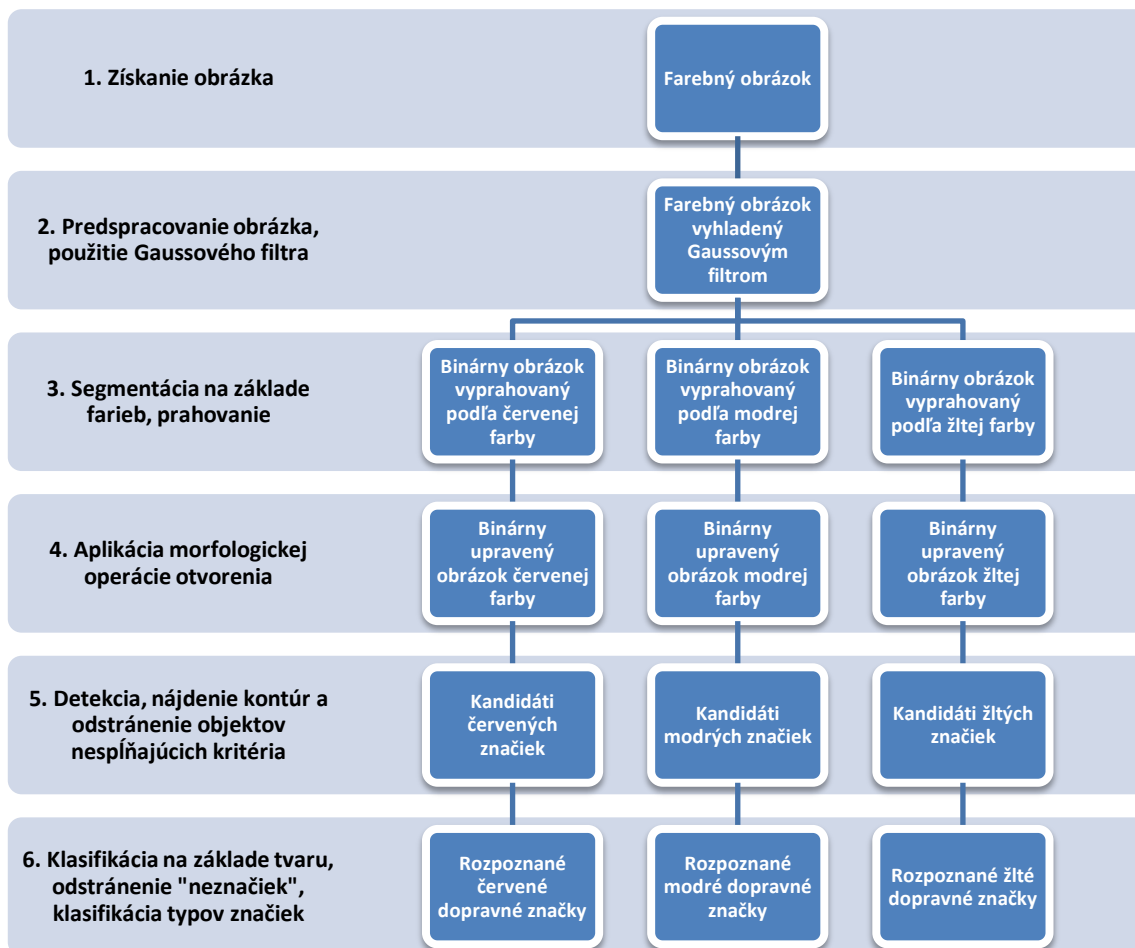 1. Získanie obrázka
Farebný obrázok
2. Predspracovanie obrázka,
použitie Gaussového filtra
Farebný obrázok
vyhladený
Gaussovým
filtrom
3. Segmentácia na základe
farieb, prahovanie
Binárny obrázok
vyprahovaný
podľa červenej
farby
Binárny obrázok
vyprahovaný
podľa modrej
farby
Binárny obrázok
vyprahovaný
podľa žltej farby
4. Aplikácia morfologickej
operácie otvorenia
Binárny
upravený
obrázok červenej
farby
Binárny
upravený
obrázok modrej
farby
Binárny
upravený
obrázok žltej
farby
5. Detekcia, nájdenie kontúr a
odstránenie objektov
nespĺňajúcich kritéria
Kandidáti
červených
značiek
Kandidáti
modrých značiek
Kandidáti žltých
značiek
6. Klasifikácia na základe tvaru,
odstránenie "neznačiek",
klasifikácia typov značiek
Rozpoznané
červené
dopravné značky
Rozpoznané
modré dopravné
značky
Rozpoznané žlté
dopravné značky